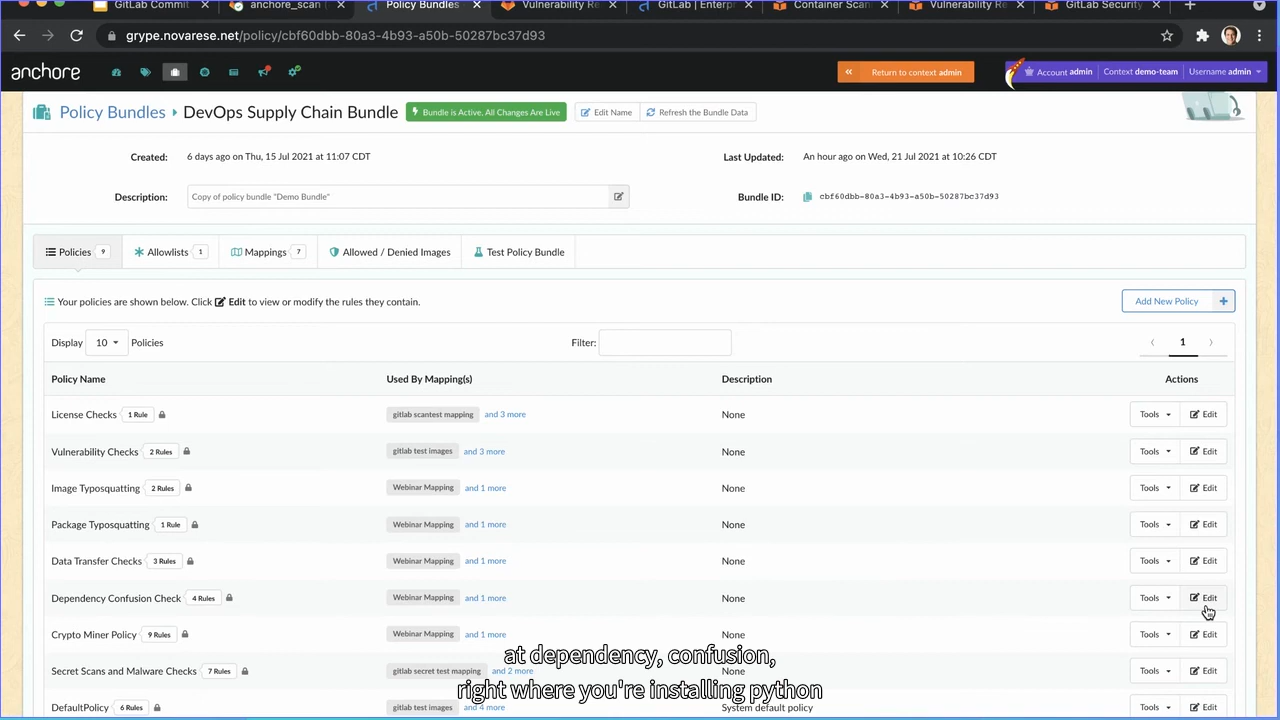 GitLab Commit
anchore_scan (
Policy Bundles
Vulnerability Re
GitLab | Enterpr
Container Scan
Vulnerability Re
GitLab Security
grype.novarese.net/policy/cbf60dbb-80a3-4b93-a50b-50287bc37d93
anchore
Return to context admin
Account admin
Context demo-team
Username admin
Policy Bundles
DevOps Supply Chain Bundle
Bundle is Active, All Changes Are Live
Edit Name
Refresh the Bundle Data
Created:
6 days ago on Thu, 15 Jul 2021 at 11:07 CDT
Last Updated:
An hour ago on Wed, 21 Jul 2021 at 10:26 CDT
Description:
Copy of policy bundle "Demo Bundle"
Bundle ID:
cbf60dbb-80a3-4b93-a50b-50287bc37d93
Policies 9
Allowlists 1
Mappings 7
Allowed / Denied Images
Test Policy Bundle
Your policies are shown below. Click Edit to view or modify the rules they contain.
Add New Policy +
Display 10 Policies
Filter:
1
Policy Name
Used By Mapping(s)
Description
Actions
License Checks 1 Rule gitlab scantest mapping and 3 more None Tools Edit
Vulnerability Checks 2 Rules gitlab test images and 3 more None Tools Edit
Image Typosquatting 2 Rules Webinar Mapping and 1 more None Tools Edit
Package Typosquatting 1 Rule Webinar Mapping and 1 more None Tools Edit
Data Transfer Checks 3 Rules Webinar Mapping and 1 more None Tools Edit
Dependency Confusion Check 4 Rules Webinar Mapping and 1 more None Tools Edit
Crypto Miner Policy 9 Rules Webinar Mapping and 1 more None Tools Edit
at dependency, confusion,
Secret Scans and Malware Checks 7 Rules gitlab secret test mapping and 2 more None Tools Edit
right where you're installing python
DefaultPolicy 6 Rules gitlab test images and 4 more System default policy Tools Edit